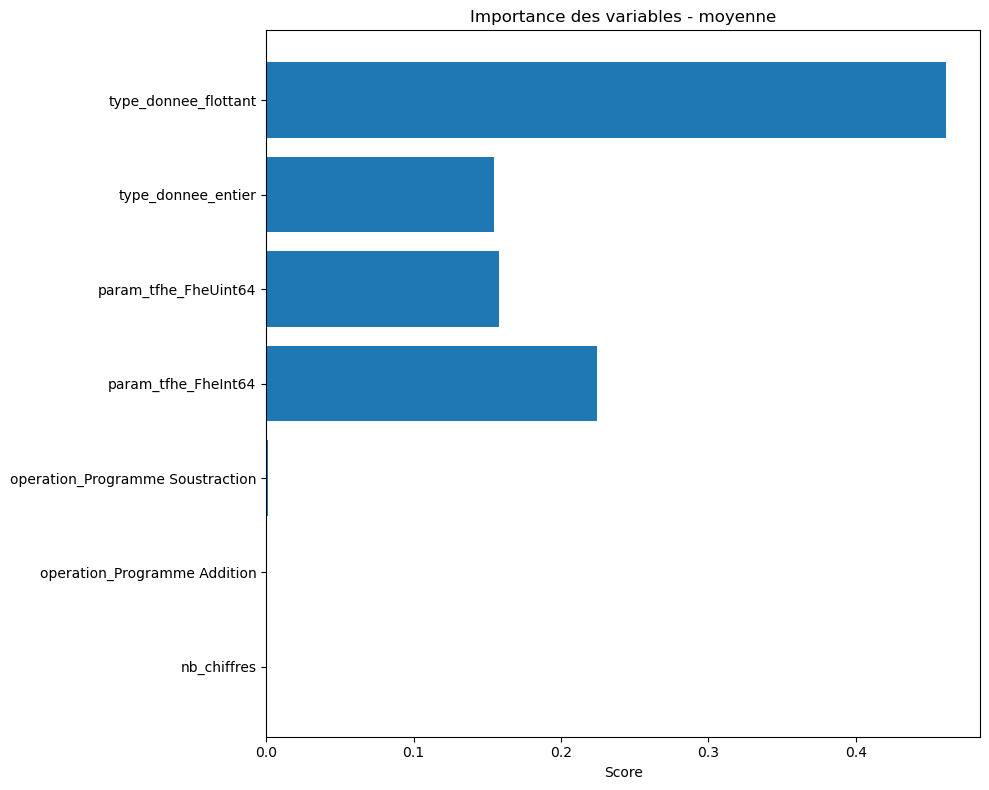 Importance des variables - moyenne
type_donnee_flottant
type_donnee_entier
param_tfhe_FheUint64
param_tfhe_FheInt64
operation_Programme Soustraction
operation_Programme Addition
nb_chiffres
0.0 0.1 0.2 0.3 0.4
Score